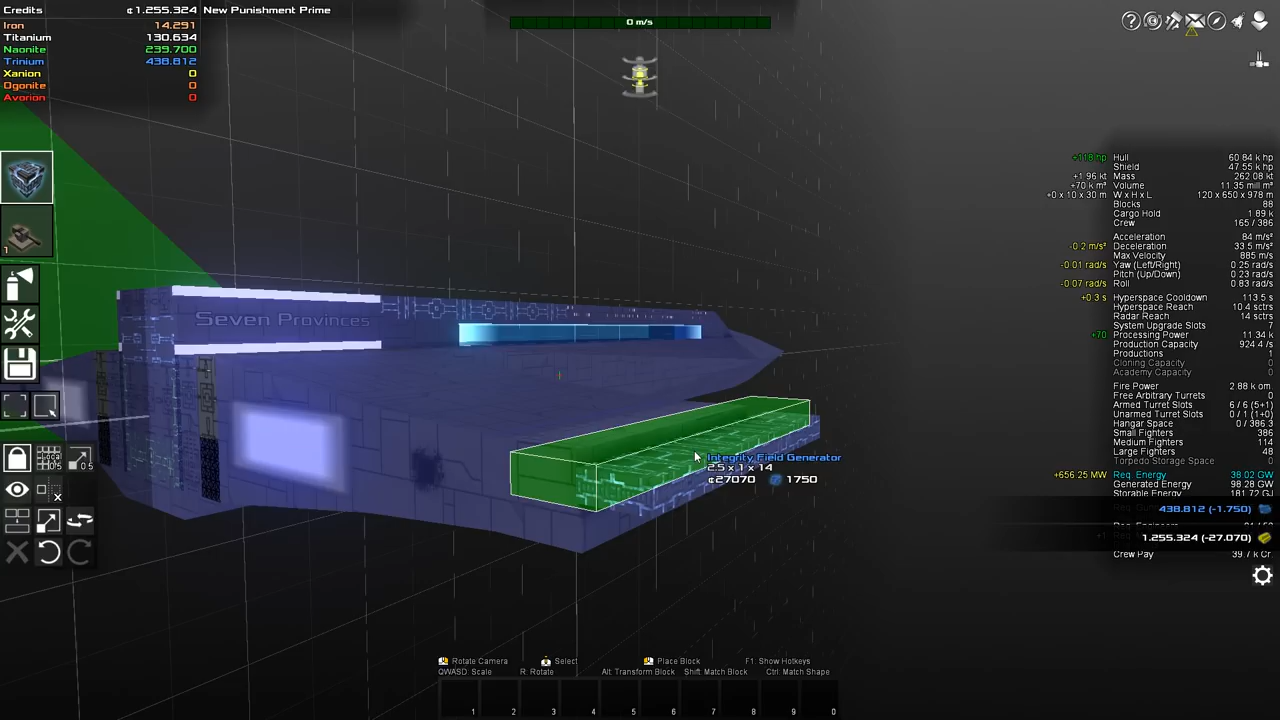 Credits ¢1.255.324 New Punishment Prime
Iron 14.291
Titanium 130.634
Naonite 239.700
Trinium 438.812
Xanion 0
Ogonite 0
Avorion 0
0 m/s
1
Seven Provinces
Integrity Field Generator
2.5 x 1 x 14
¢27070 1750
+118 hp Hull 60.84 k hp
Shield 47.55 k hp
+1.96 kt Mass 262.08 kt
+70 k m³ Volume 11.35 mill m³
+0 x 10 x 30 m W x H x L 120 x 650 x 978 m
Blocks 88
Cargo Hold 1.89 k
Crew 165 / 386
Acceleration 84 m/s²
-0.2 m/s² Deceleration 33.5 m/s²
Max Velocity 885 m/s
-0.01 rad/s Yaw (Left/Right) 0.25 rad/s
Pitch (Up/Down) 0.23 rad/s
-0.07 rad/s Roll 0.83 rad/s
+0.3 s Hyperspace Cooldown 113.5 s
Hyperspace Reach 10.4 sctrs
Radar Reach 14 sctrs
System Upgrade Slots 7
+70 Processing Power 11.34 k
Production Capacity 924.4 /s
Productions 1
Cloning Capacity 0
Academy Capacity 0
Fire Power 2.88 k om
Free Arbitrary Turrets 0
Armed Turret Slots 6 / 6 (5+1)
Unarmed Turret Slots 0 / 1 (1+0)
Hangar Space 0 / 386.3
Small Fighters 386
Medium Fighters 114
Large Fighters 48
Torpedo Storage Space 0
+656.25 MW Req. Energy 38.02 GW
Generated Energy 98.28 GW
Storable Energy 181.72 GJ
438.812 (-1.750)
1.255.324 (-27.070)
Crew Pay 39.7 k Cr
Rotate Camera Select Place Block F1: Show Hotkeys
QWASD: Scale R: Rotate Alt: Transform Block Shift: Match Block Ctrl: Match Shape
1 2 3 4 5 6 7 8 9 0